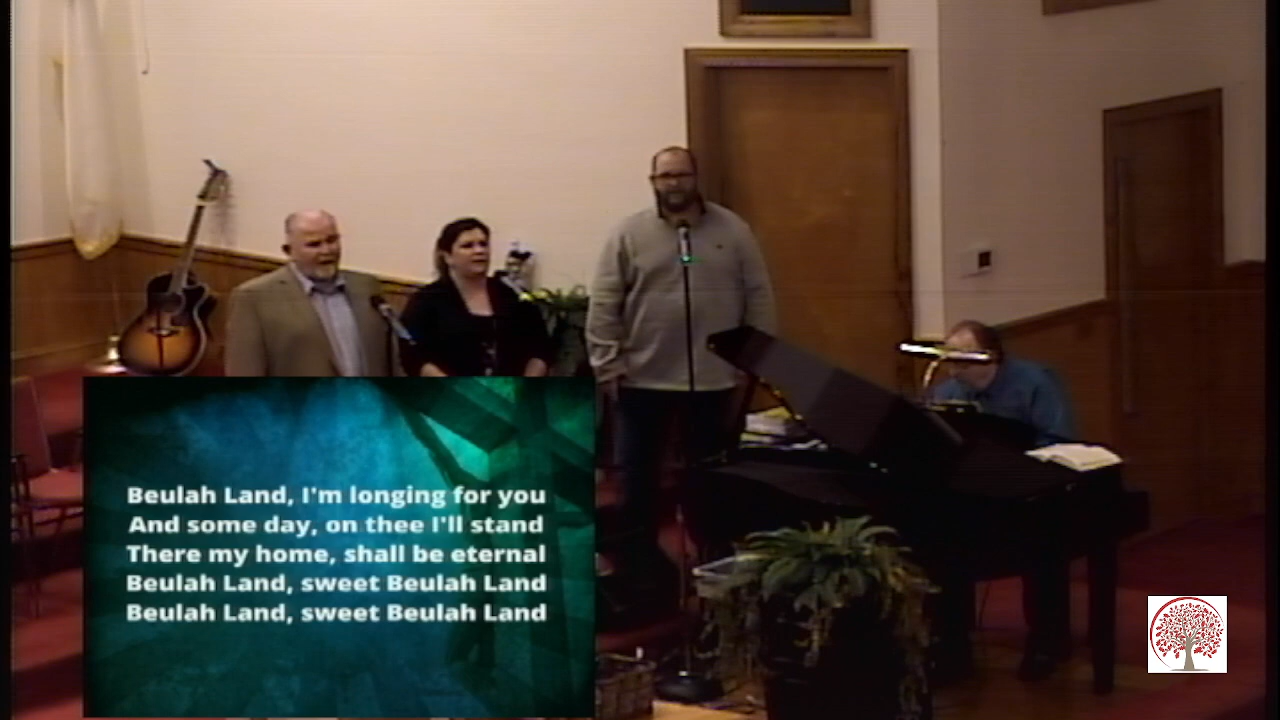 Beulah Land, I'm longing for you
And some day, on thee I'll stand
There my home, shall be eternal
Beulah Land, sweet Beulah Land
Beulah Land, sweet Beulah Land